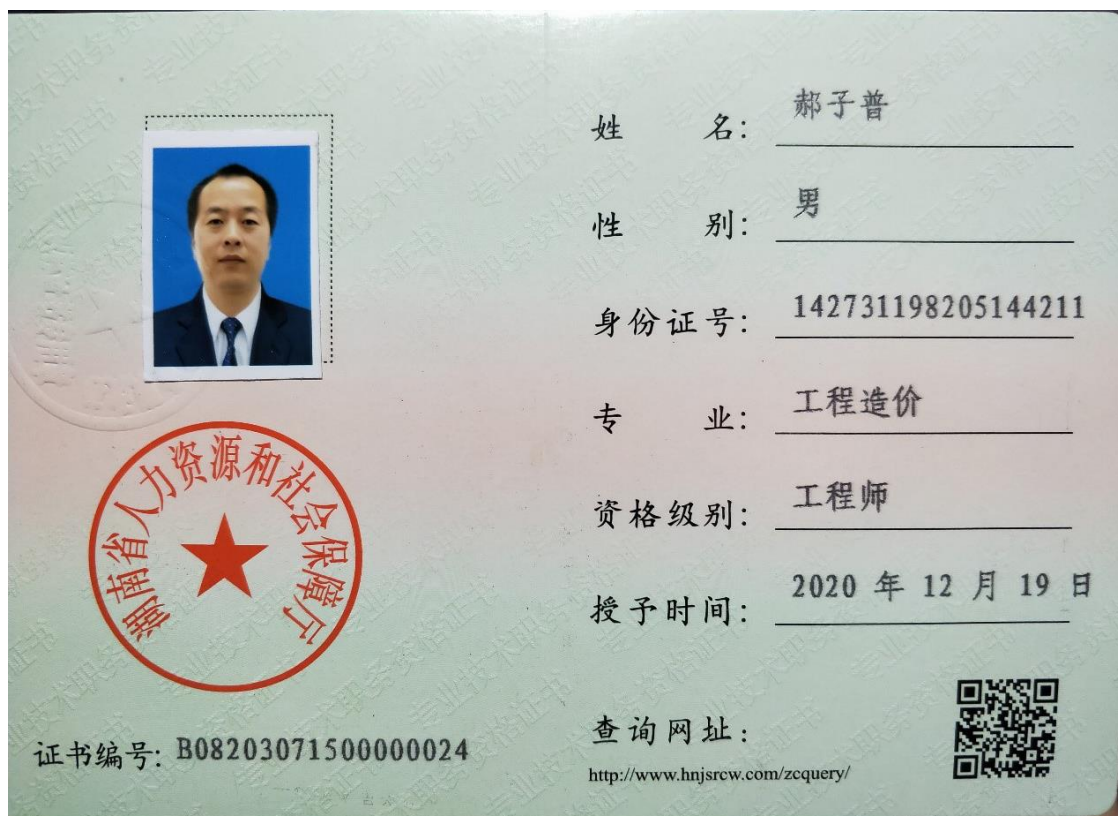 姓 名: 郝子普
性 别: 男
身份证号: 142731198205144211
专 业: 工程造价
资格级别: 工程师
授予时间: 2020 年 12 月 19 日
查询网址:
http://www.hnjsrcw.com/zcquery/
湖南省人力资源和社会保障厅
证书编号: B08203071500000024